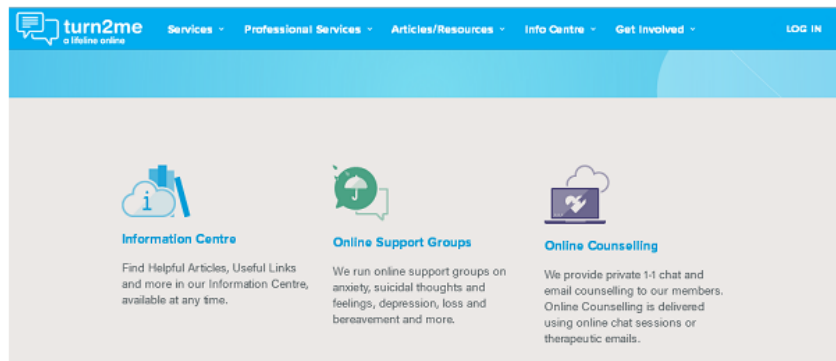 turn2me
a lifeline online
Services
Professional Services
Articles/Resources
Info Centre
Get Involved
LOG IN
i
Information Centre
Find Helpful Articles, Useful Links
and more in our Information Centre,
available at any time.
Online Support Groups
We run online support groups on
anxiety, suicidal thoughts and
feelings, depression, loss and
bereavement and more.
Online Counselling
We provide private 1-1 chat and
email counselling to our members.
Online Counselling is delivered
using online chat sessions or
therapeutic emails.